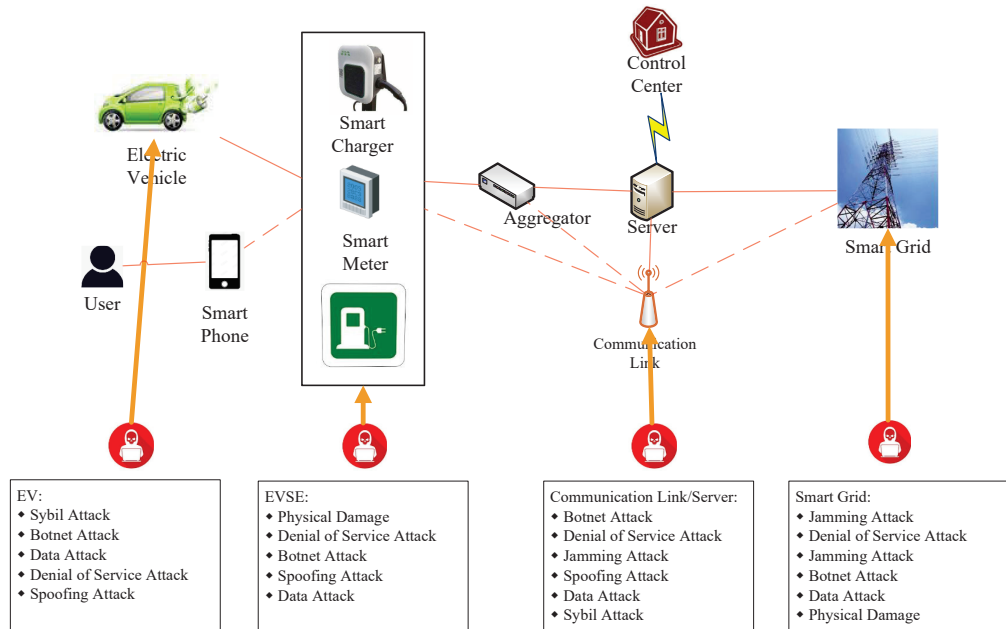 Control
Center
Smart
Charger
Electric
Vehicle
Aggregator
Server
Smart Grid
Smart
Meter
User
Smart
Phone
Communication
Link
EV:
Sybil Attack
Botnet Attack
Data Attack
Denial of Service Attack
Spoofing Attack
EVSE:
Physical Damage
Denial of Service Attack
Botnet Attack
Spoofing Attack
Data Attack
Communication Link/Server:
Botnet Attack
Denial of Service Attack
Jamming Attack
Spoofing Attack
Data Attack
Sybil Attack
Smart Grid:
Jamming Attack
Denial of Service Attack
Jamming Attack
Botnet Attack
Data Attack
Physical Damage